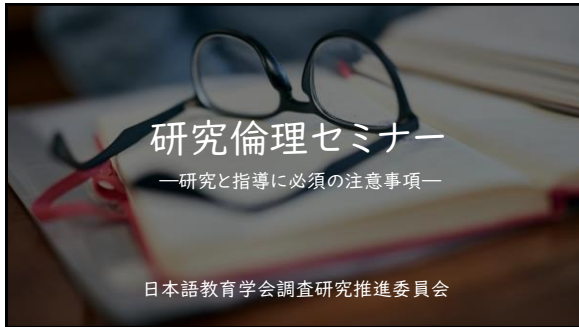 研究倫理セミナー
―研究と指導に必須の注意事項―
日本語教育学会調査研究推進委員会